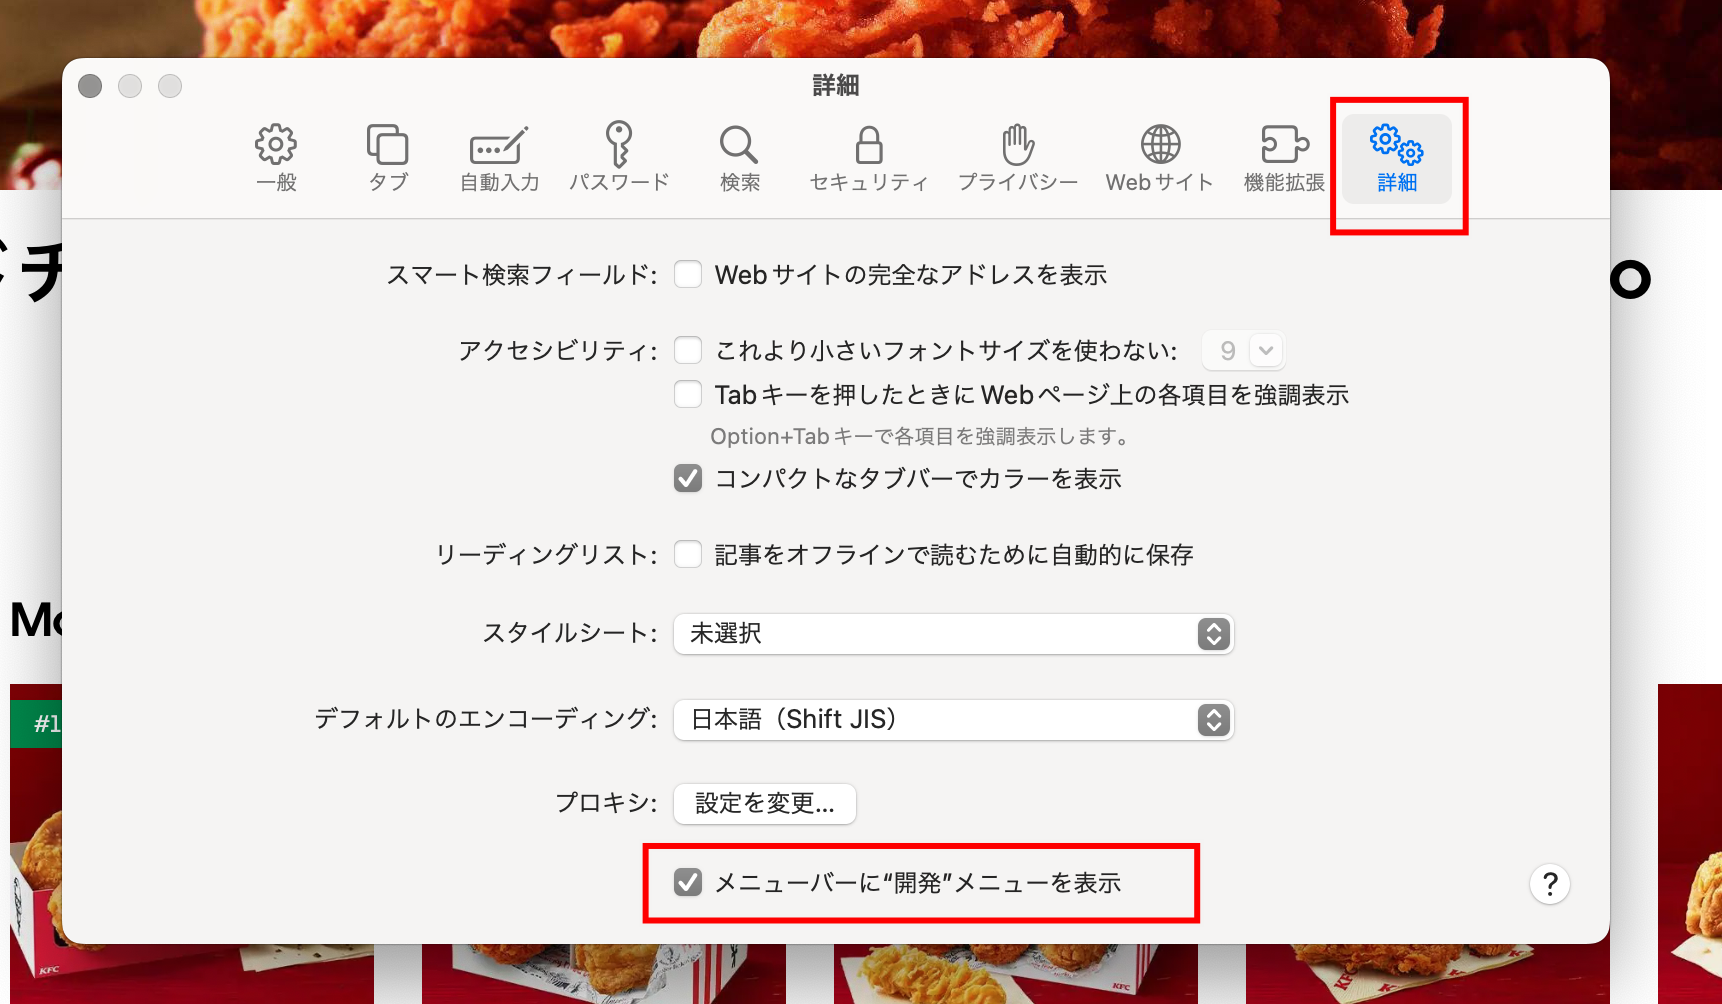 詳細
一般
タブ
自動入力
パスワード
検索
セキュリティ
プライバシー
Webサイト
機能拡張
詳細
チ
o
スマート検索フィールド: Webサイトの完全なアドレスを表示
アクセシビリティ: これより小さいフォントサイズを使わない: 9
Tabキーを押したときにWebページ上の各項目を強調表示
Option+Tabキーで各項目を強調表示します。
コンパクトなタブバーでカラーを表示
リーディングリスト: 記事をオフラインで読むために自動的に保存
Mo
スタイルシート: 未選択
#1
デフォルトのエンコーディング: 日本語（Shift JIS）
プロキシ: 設定を変更...
メニューバーに“開発”メニューを表示
?
KFC
KFC